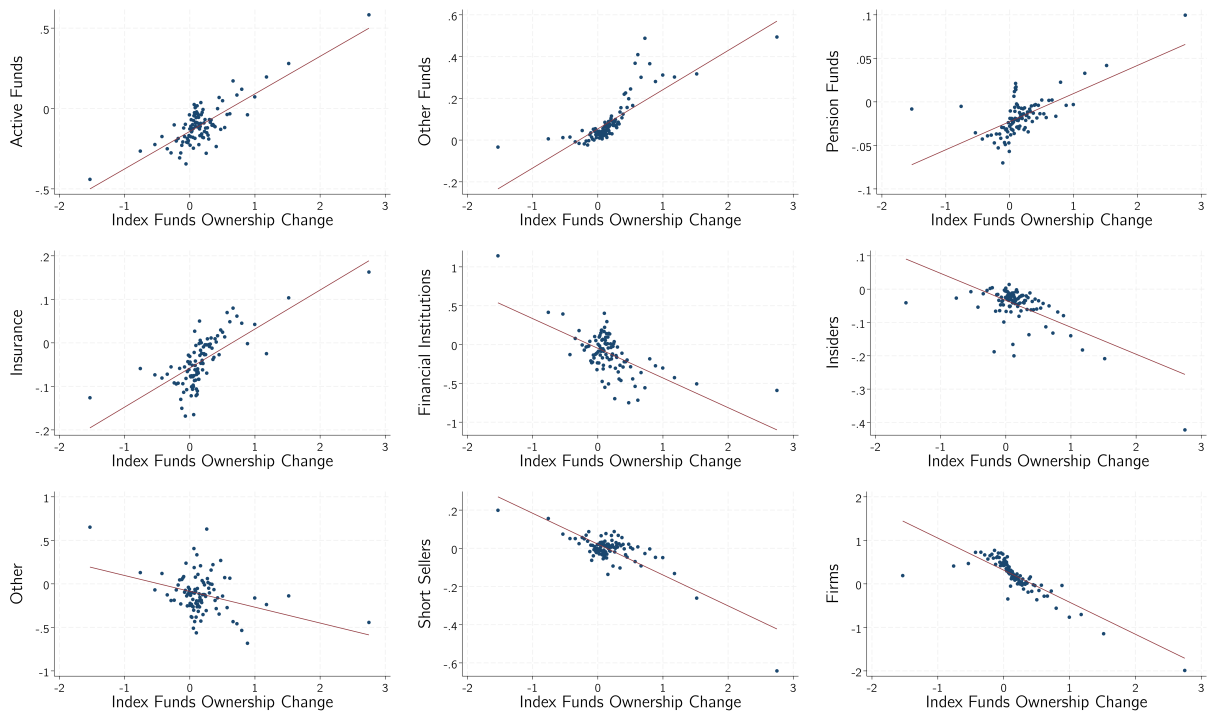 Active Funds
.5
0
-.5
-2 -1 0 1 2 3
Index Funds Ownership Change
Other Funds
.6
.4
.2
0
-.2
-2 -1 0 1 2 3
Index Funds Ownership Change
Pension Funds
.1
.05
0
-.05
-.1
-2 -1 0 1 2 3
Index Funds Ownership Change
Insurance
.2
.1
0
-.1
-.2
-2 -1 0 1 2 3
Index Funds Ownership Change
Financial Institutions
1
.5
0
-.5
-1
-2 -1 0 1 2 3
Index Funds Ownership Change
Insiders
.1
0
-.1
-.2
-.3
-.4
-2 -1 0 1 2 3
Index Funds Ownership Change
Other
1
.5
0
-.5
-1
-2 -1 0 1 2 3
Index Funds Ownership Change
Short Sellers
.2
0
-.2
-.4
-.6
-2 -1 0 1 2 3
Index Funds Ownership Change
Firms
2
1
0
-1
-2
-2 -1 0 1 2 3
Index Funds Ownership Change